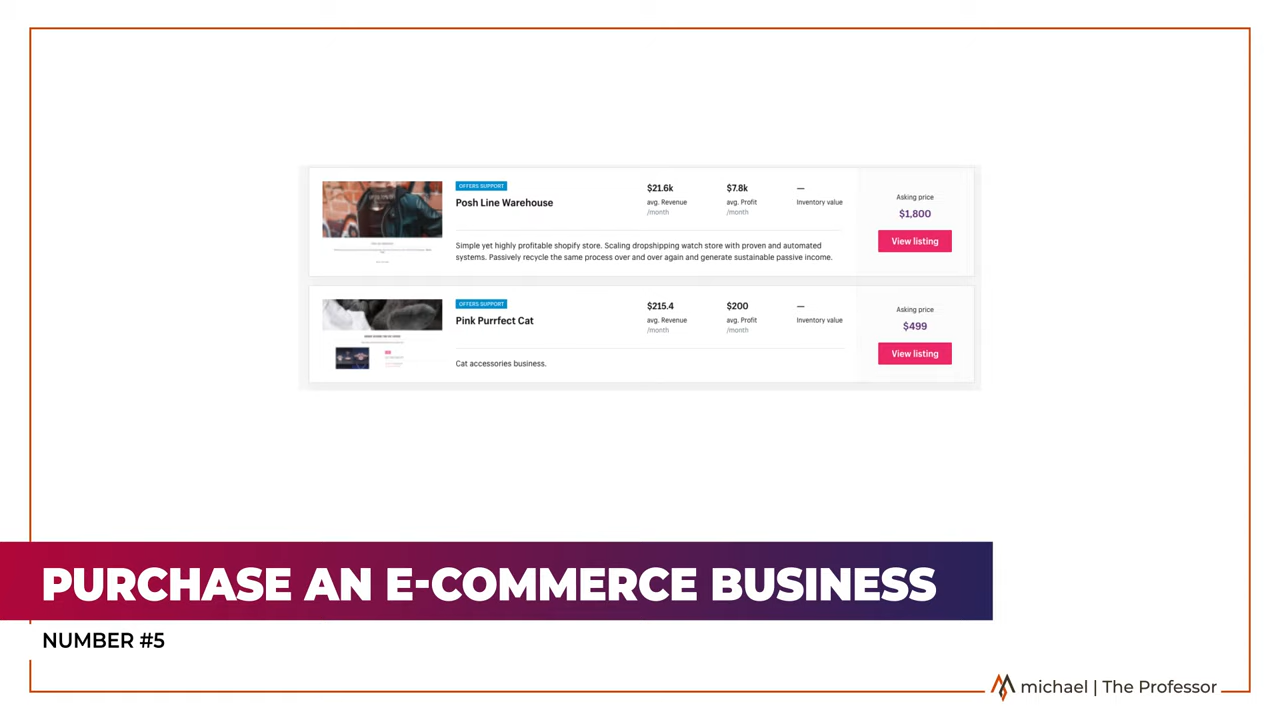 OFFERS SUPPORT
Posh Line Warehouse
$21.6k
avg. Revenue
/month
$7.8k
avg. Profit
/month
—
Inventory value
Asking price
$1,800
View listing
Simple yet highly profitable shopify store. Scaling dropshipping watch store with proven and automated
systems. Passively recycle the same process over and over again and generate sustainable passive income.
OFFERS SUPPORT
Pink Purrfect Cat
$215.4
avg. Revenue
/month
$200
avg. Profit
/month
—
Inventory value
Asking price
$499
View listing
Cat accessories business.
PURCHASE AN E-COMMERCE BUSINESS
NUMBER #5
michael | The Professor